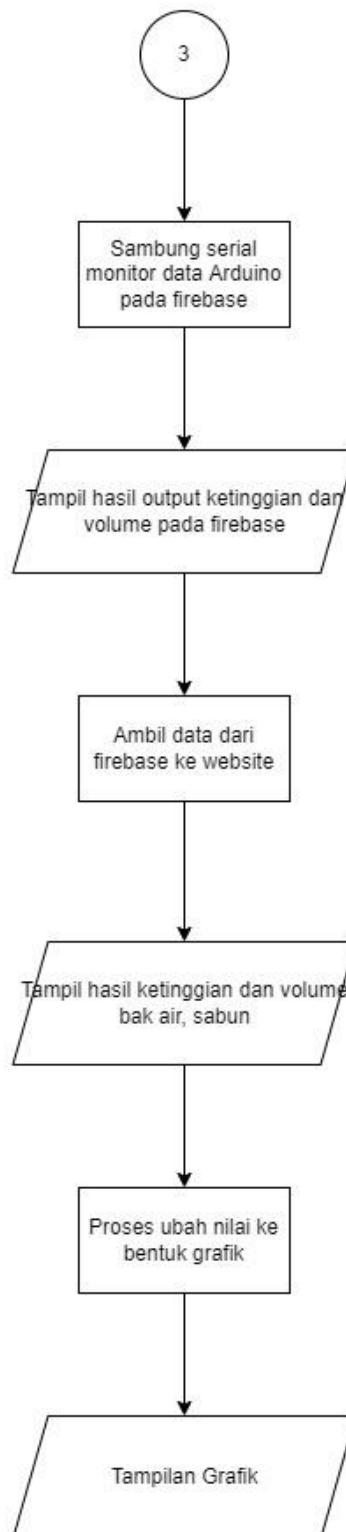 3
Sambung serial
monitor data Arduino
pada firebase
Tampil hasil output ketinggian dan
volume pada firebase
Ambil data dari
firebase ke website
Tampil hasil ketinggian dan volume
bak air, sabun
Proses ubah nilai ke
bentuk grafik
Tampilan Grafik